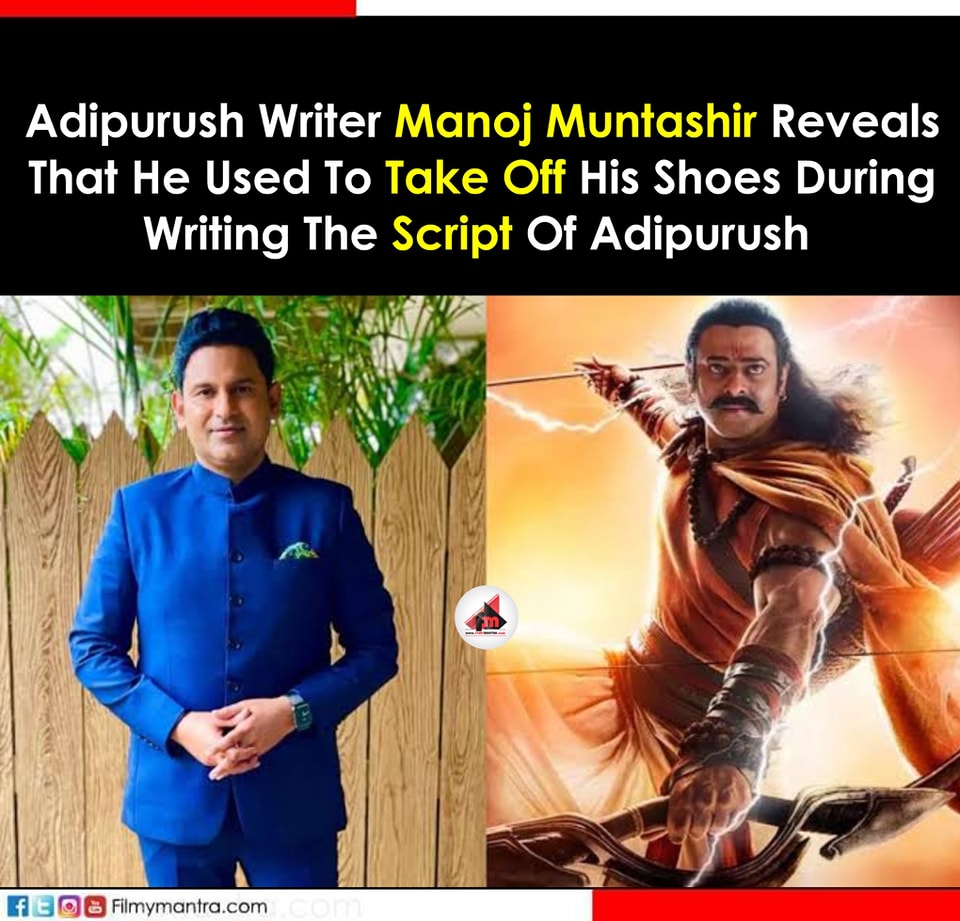 Adipurush Writer Manoj Muntashir Reveals
That He Used To Take Off His Shoes During
Writing The Script Of Adipurush
fm
Filmymantra.com